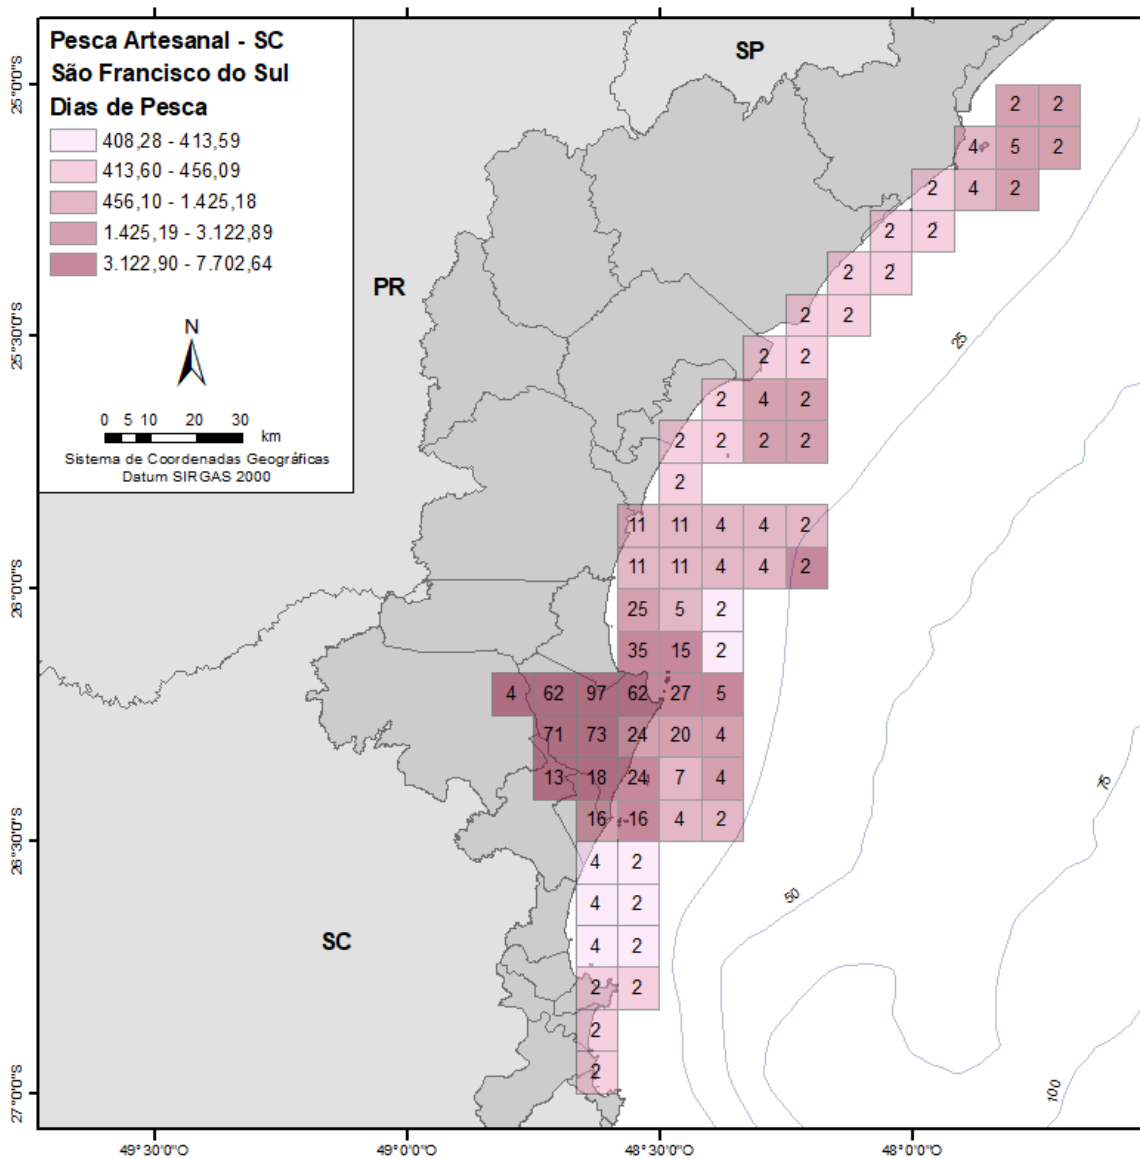 Pesca Artesanal - SC
São Francisco do Sul
Dias de Pesca
408,28 - 413,59
413,60 - 456,09
456,10 - 1.425,18
1.425,19 - 3.122,89
3.122,90 - 7.702,64
N
0 5 10 20 30
km
Sistema de Coordenadas Geográficas
Datum SIRGAS 2000
SP
PR
SC
25°0'0"S
25°30'0"S
26°0'0"S
26°30'0"S
27°0'0"S
2 2
4 5 2
2 4 2
2 2
2 2
2 2
2 2
2 4 2
2 2 2 2
2
11 11 4 4 2
11 11 4 4 2
25 5 2
35 15 2
4 62 97 62 27 5
71 73 24 20 4
13 18 24 7 4
16 16 4 2
4 2
4 2
4 2
2 2
2
2
25
50
75
100
49°30'0"O 49°0'0"O 48°30'0"O 48°0'0"O